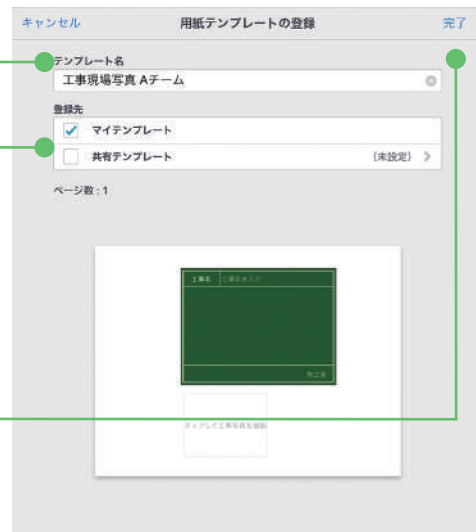 キャンセル 用紙テンプレートの登録 完了
テンプレート名
工事現場写真 Aチーム
登録先
マイテンプレート
共有テンプレート (未設定)
ページ数 : 1
工事名 工事名を入力
施工者
タップして工事写真を撮影